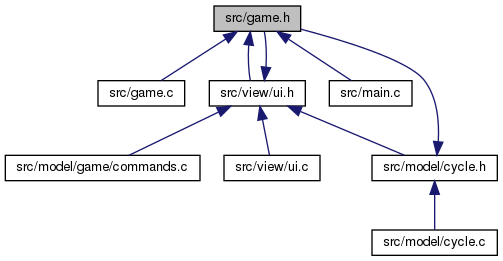 src/game.h
src/game.c
src/view/ui.h
src/main.c
src/model/game/commands.c
src/view/ui.c
src/model/cycle.h
src/model/cycle.c